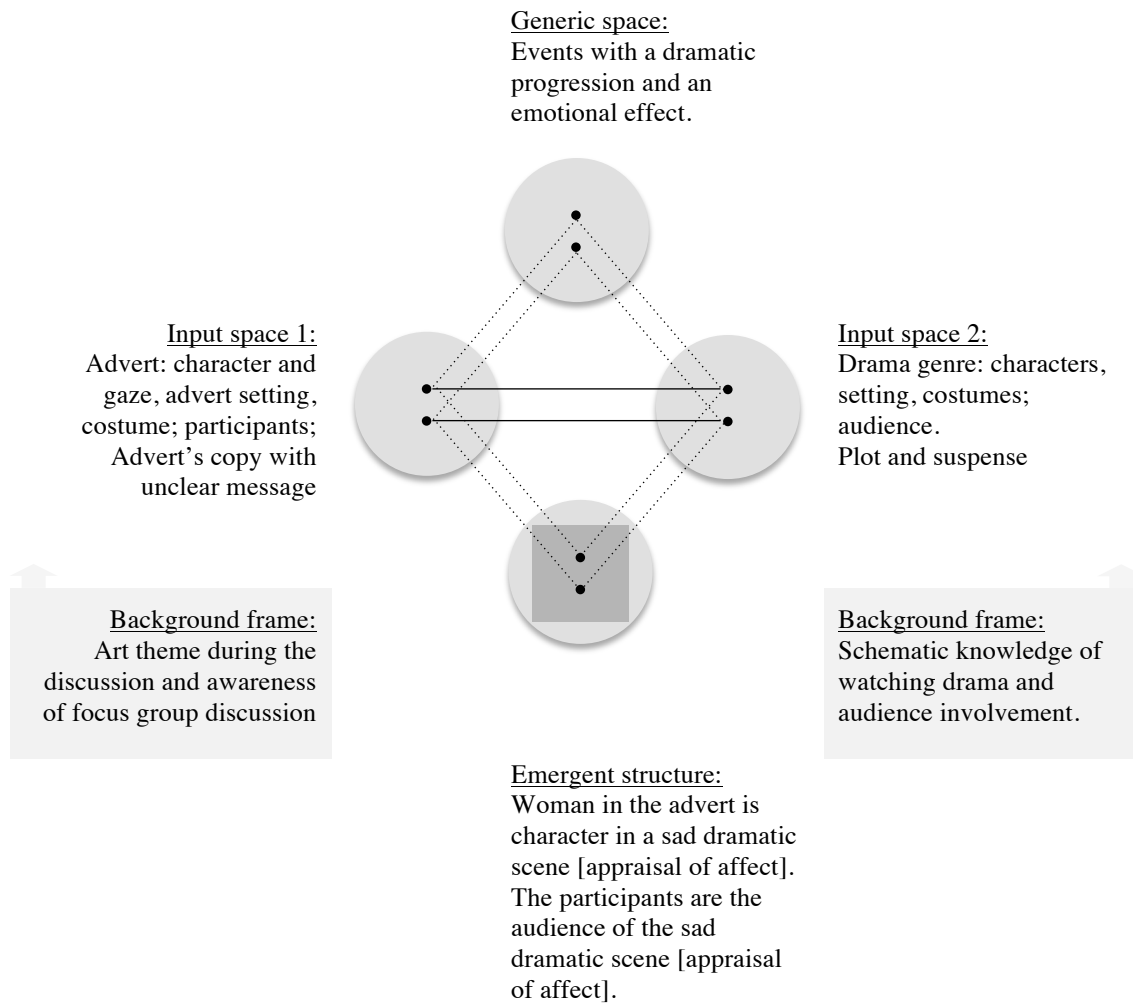 Generic space:
Events with a dramatic
progression and an
emotional effect.
Input space 1:
Advert: character and
gaze, advert setting,
costume; participants;
Advert’s copy with
unclear message
Input space 2:
Drama genre: characters,
setting, costumes;
audience.
Plot and suspense
Background frame:
Art theme during the
discussion and awareness
of focus group discussion
Background frame:
Schematic knowledge of
watching drama and
audience involvement.
Emergent structure:
Woman in the advert is
character in a sad dramatic
scene [appraisal of affect].
The participants are the
audience of the sad
dramatic scene [appraisal
of affect].